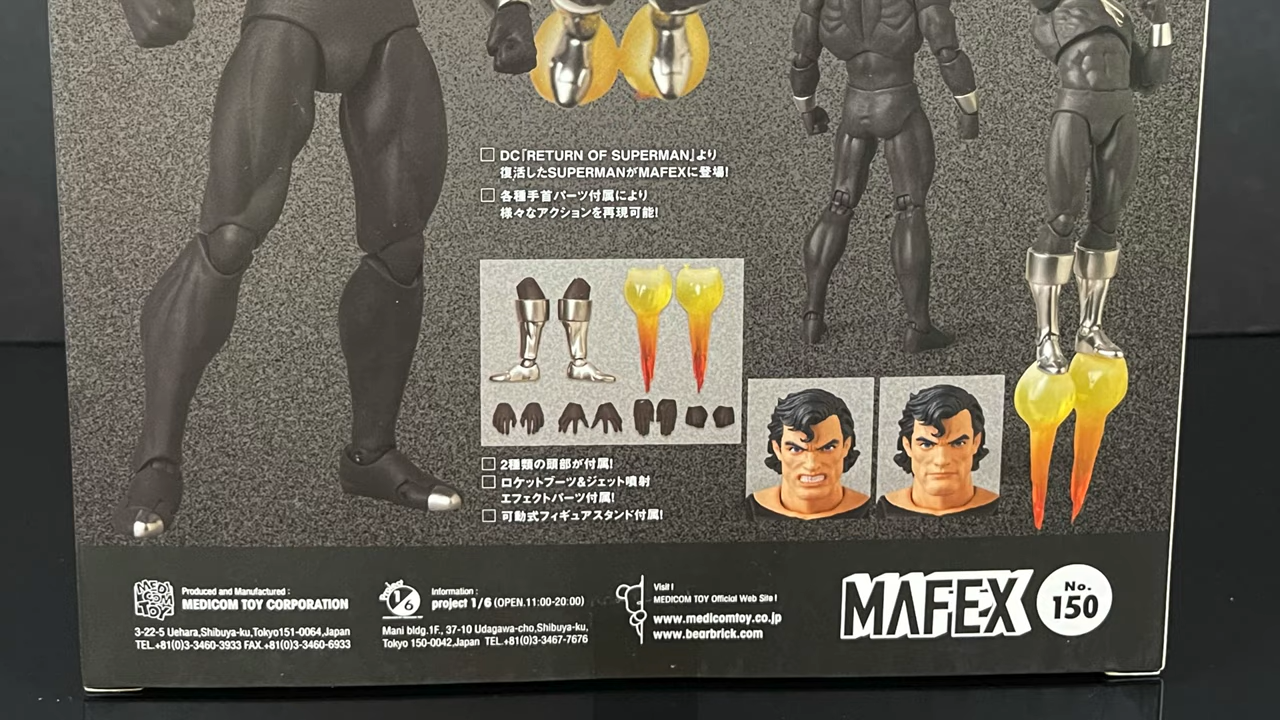 □ DC「RETURN OF SUPERMAN」より
復活したSUPERMANがMAFEXに登場!
□ 各種手首パーツ付属により
様々なアクションを再現可能!
□ 2種類の頭部が付属!
□ ロケットブーツ&ジェット噴射
エフェクトパーツ付属!
□ 可動式フィギュアスタンド付属!
MEDI COM TOY
Produced and Manufactured :
MEDICOM TOY CORPORATION
3-22-5 Uehara,Shibuya-ku,Tokyo151-0064,Japan
TEL.+81(0)3-3460-3933 FAX.+81(0)3-3460-6933
1/6
Information :
project 1/6 (OPEN.11:00-20:00)
Mani bldg.1F., 37-10 Udagawa-cho,Shibuya-ku,
Tokyo 150-0042,Japan TEL.+81(0)3-3467-7676
Visit !
MEDICOM TOY Official Web Site !
www.medicomtoy.co.jp
www.bearbrick.com
MAFEX
No.
150